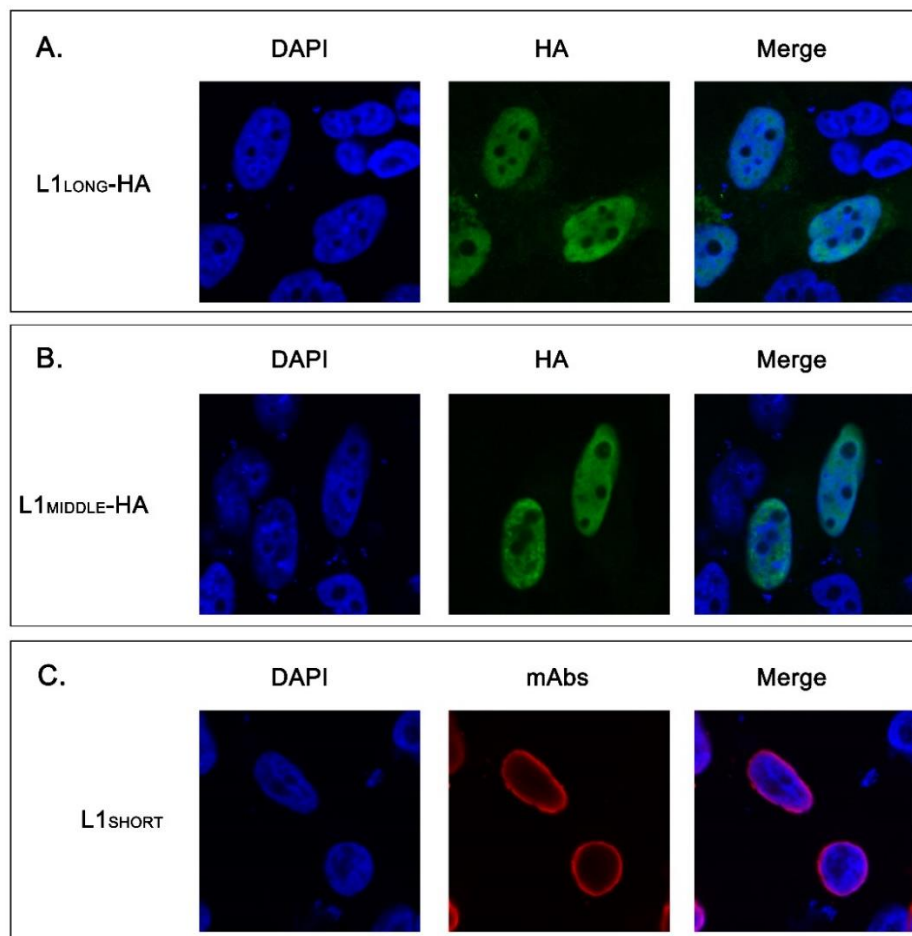 A.
DAPI HA Merge
L1LONG-HA
B.
DAPI HA Merge
L1MIDDLE-HA
C.
DAPI mAbs Merge
L1SHORT